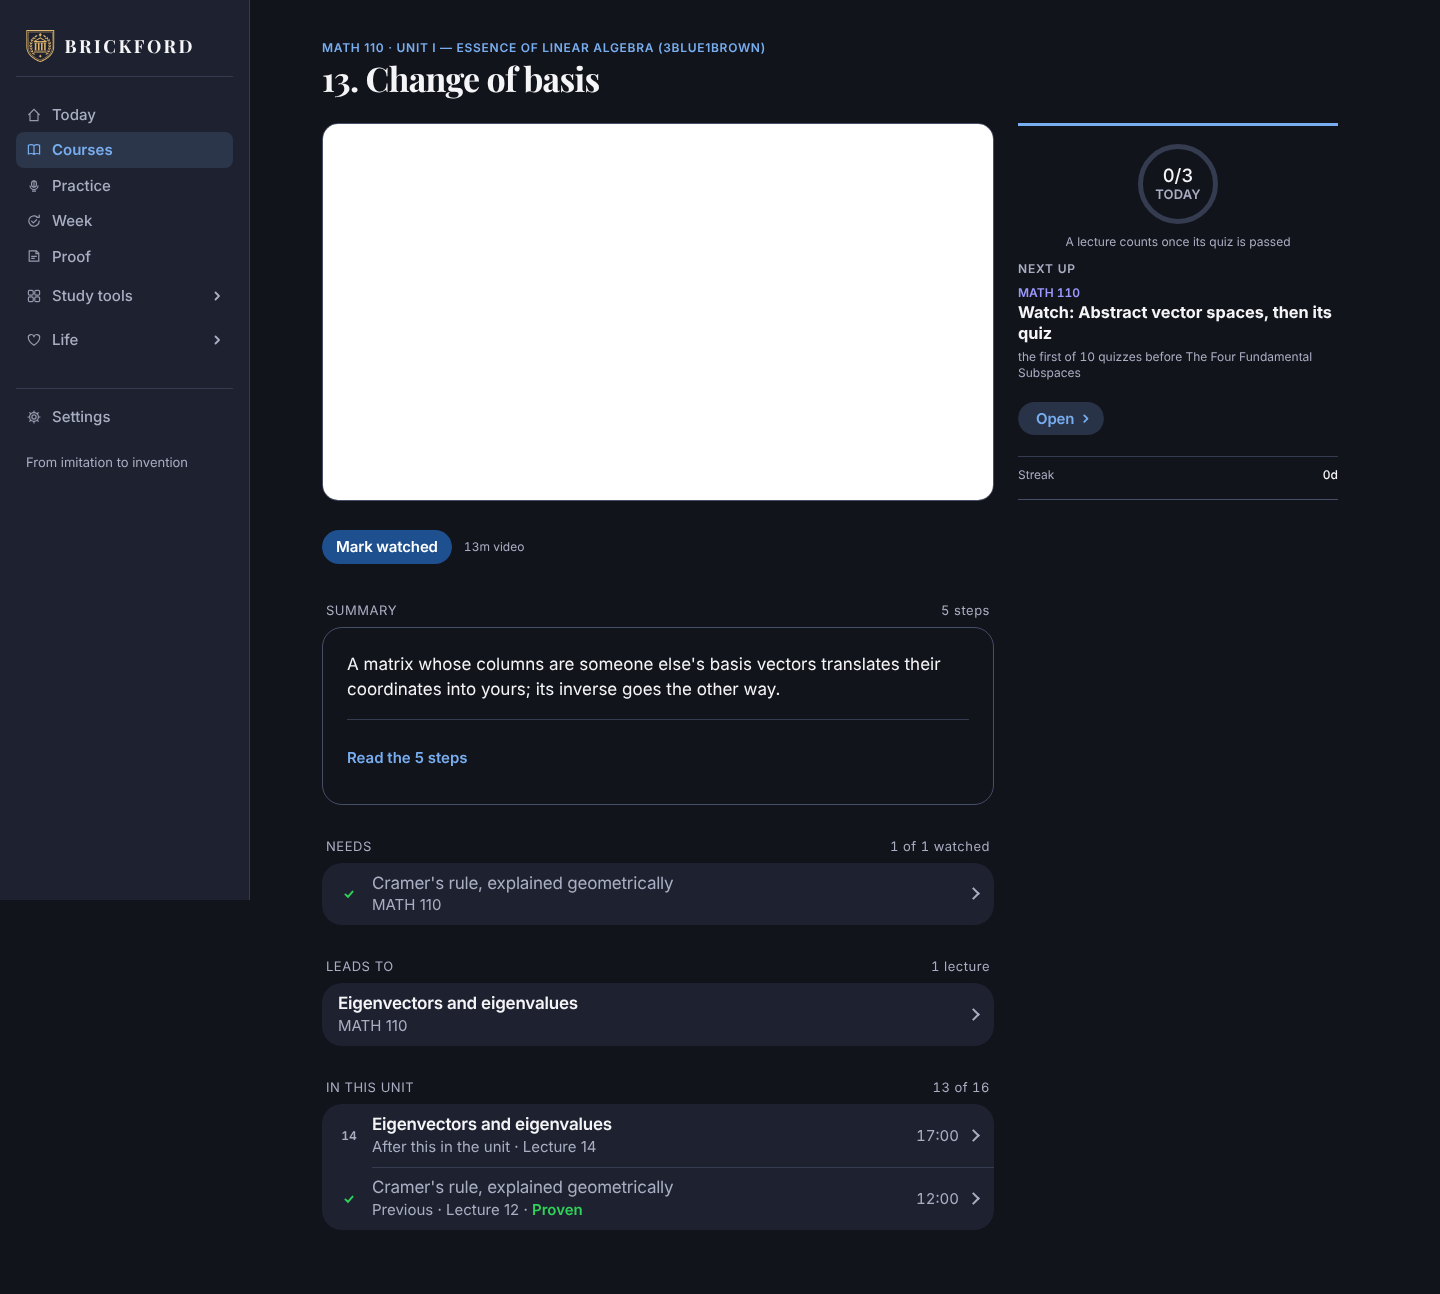 BRICKFORD
Today
Courses
Practice
Week
Proof
Study tools
Life
Settings
From imitation to invention
MATH 110 · UNIT I — ESSENCE OF LINEAR ALGEBRA (3BLUE1BROWN)
13. Change of basis
Mark watched
13m video
SUMMARY
5 steps
A matrix whose columns are someone else's basis vectors translates their
coordinates into yours; its inverse goes the other way.
Read the 5 steps
NEEDS
1 of 1 watched
Cramer's rule, explained geometrically
MATH 110
LEADS TO
1 lecture
Eigenvectors and eigenvalues
MATH 110
IN THIS UNIT
13 of 16
14
Eigenvectors and eigenvalues
After this in the unit · Lecture 14
17:00
Cramer's rule, explained geometrically
Previous · Lecture 12 · Proven
12:00
0/3
TODAY
A lecture counts once its quiz is passed
NEXT UP
MATH 110
Watch: Abstract vector spaces, then its
quiz
the first of 10 quizzes before The Four Fundamental
Subspaces
Open
Streak
0d